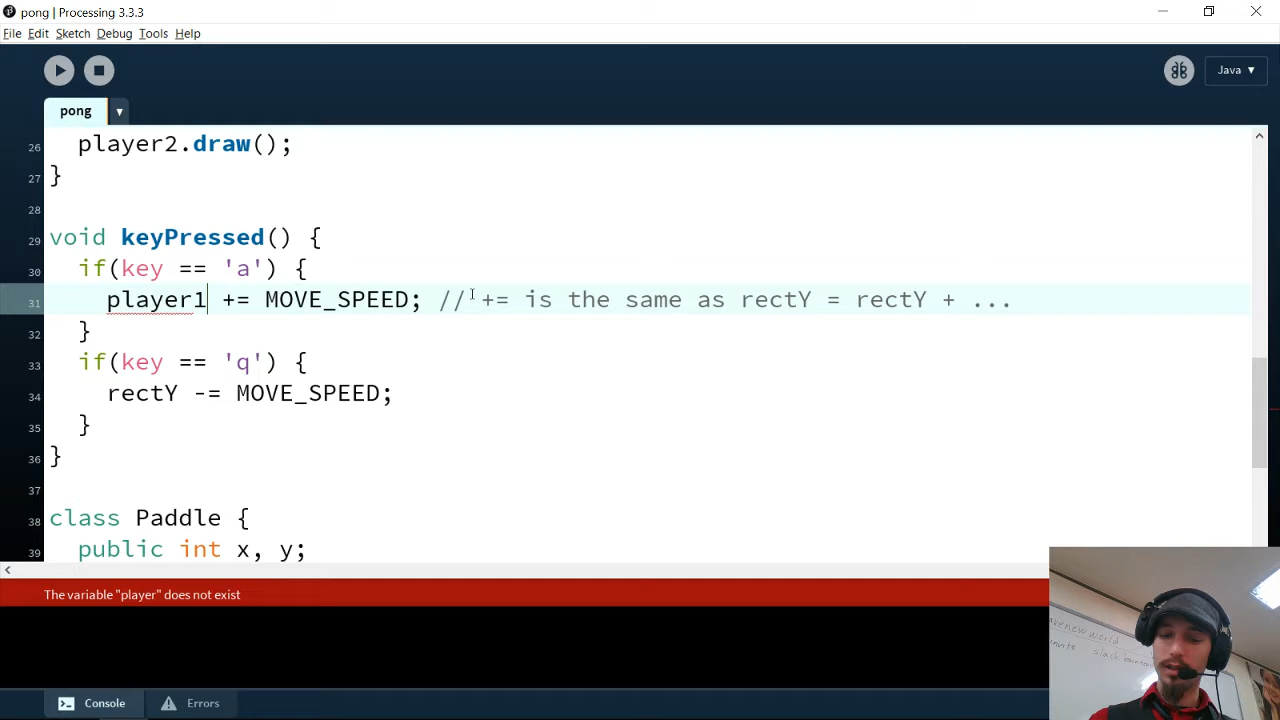 pong | Processing 3.3.3
File Edit Sketch Debug Tools Help
Java ▼
pong ▼
26 player2.draw();
27 }
28
29 void keyPressed() {
30 if(key == 'a') {
31 player1 += MOVE_SPEED; // += is the same as rectY = rectY + ...
32 }
33 if(key == 'q') {
34 rectY -= MOVE_SPEED;
35 }
36 }
37
38 class Paddle {
39 public int x, y;
The variable "player" does not exist
Console Errors